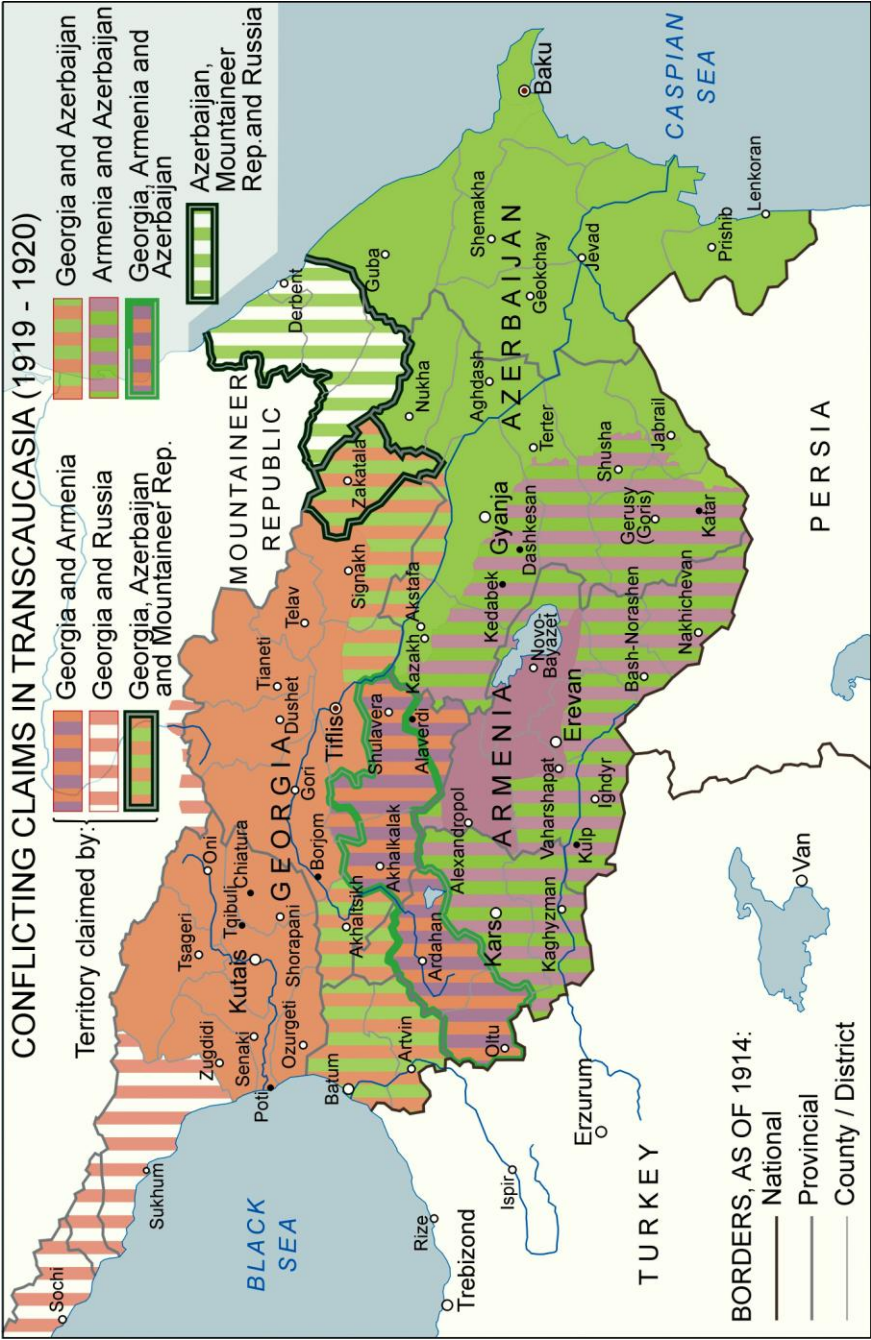 CONFLICTING CLAIMS IN TRANSCAUCASIA (1919 - 1920)
Territory claimed by:
Georgia and Armenia
Georgia and Russia
Georgia, Azerbaijan
and Mountaineer Rep.
Georgia and Azerbaijan
Armenia and Azerbaijan
Georgia, Armenia and
Azerbaijan
Azerbaijan,
Mountaineer
Rep.and Russia
Sochi
Sukhum
BLACK
SEA
Zugdidi
Senaki
Poti
Ozurgeti
Tsageri
Kutais
Tqibuli
Shorapani
Oni
Chiatura
GEORGIA
Gori
Borjom
Tianeti
Dushet
Tiflis
Telav
Signakh
MOUNTAINEER
REPUBLIC
Zakatala
Derbent
Guba
Nukha
Batum
Artvin
Akhaltsikh
Akhalkalak
Ardahan
Oltu
Shulavera
Alaverdi
Kazakh
Akstafa
Alexandropol
ARMENIA
Kars
Kaghyzman
Vaharshapat
Kulp
Ighdyr
Erevan
Novo-
Bayazet
Kedabek
Dashkesan
Gyanja
Bash-Norashen
Nakhichevan
Gerusy
(Goris)
Katar
Shusha
Jabrail
Terter
Aghdash
AZERBAIJAN
Geokchay
Shemakha
Jevad
Baku
CASPIAN
SEA
Prishib
Lenkoran
Rize
Trebizond
Ispir
Erzurum
TURKEY
Van
PERSIA
BORDERS, AS OF 1914:
National
Provincial
County / District